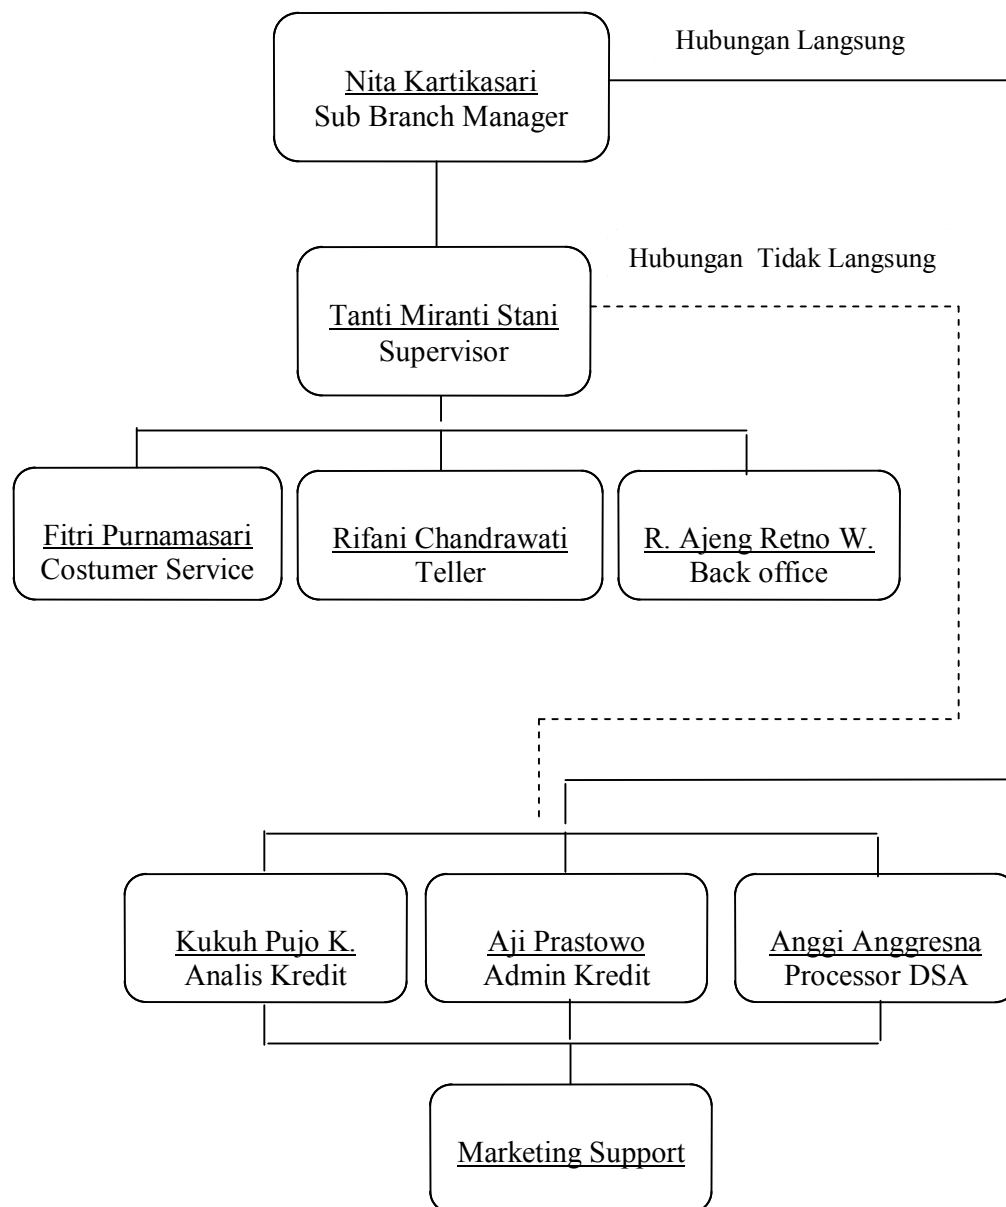 Hubungan Langsung
Nita Kartikasari
Sub Branch Manager
Hubungan Tidak Langsung
Tanti Miranti Stani
Supervisor
Fitri Purnamasari
Costumer Service
Rifani Chandrawati
Teller
R. Ajeng Retno W.
Back office
Kukuh Pujo K.
Analis Kredit
Aji Prastowo
Admin Kredit
Anggi Anggresna
Processor DSA
Marketing Support